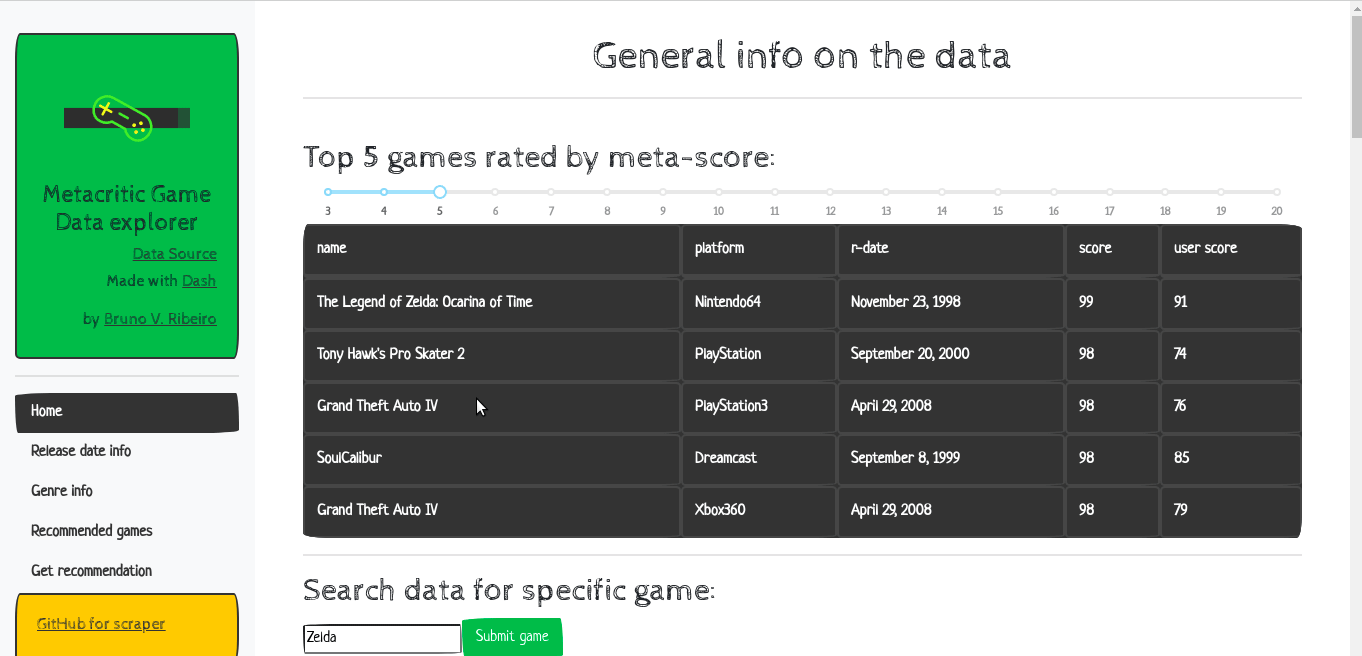 Metacritic Game
Data explorer
Data Source
Made with Dash
by Bruno V. Ribeiro
Home
Release date info
Genre info
Recommended games
Get recommendation
GitHub for scraper
General info on the data
Top 5 games rated by meta-score:
3 4 5 6 7 8 9 10 11 12 13 14 15 16 17 18 19 20
name platform r-date score user score
The Legend of Zelda: Ocarina of Time Nintendo64 November 23, 1998 99 91
Tony Hawk's Pro Skater 2 PlayStation September 20, 2000 98 74
Grand Theft Auto IV PlayStation3 April 29, 2008 98 76
SoulCalibur Dreamcast September 8, 1999 98 85
Grand Theft Auto IV Xbox360 April 29, 2008 98 79
Search data for specific game:
Zelda Submit game